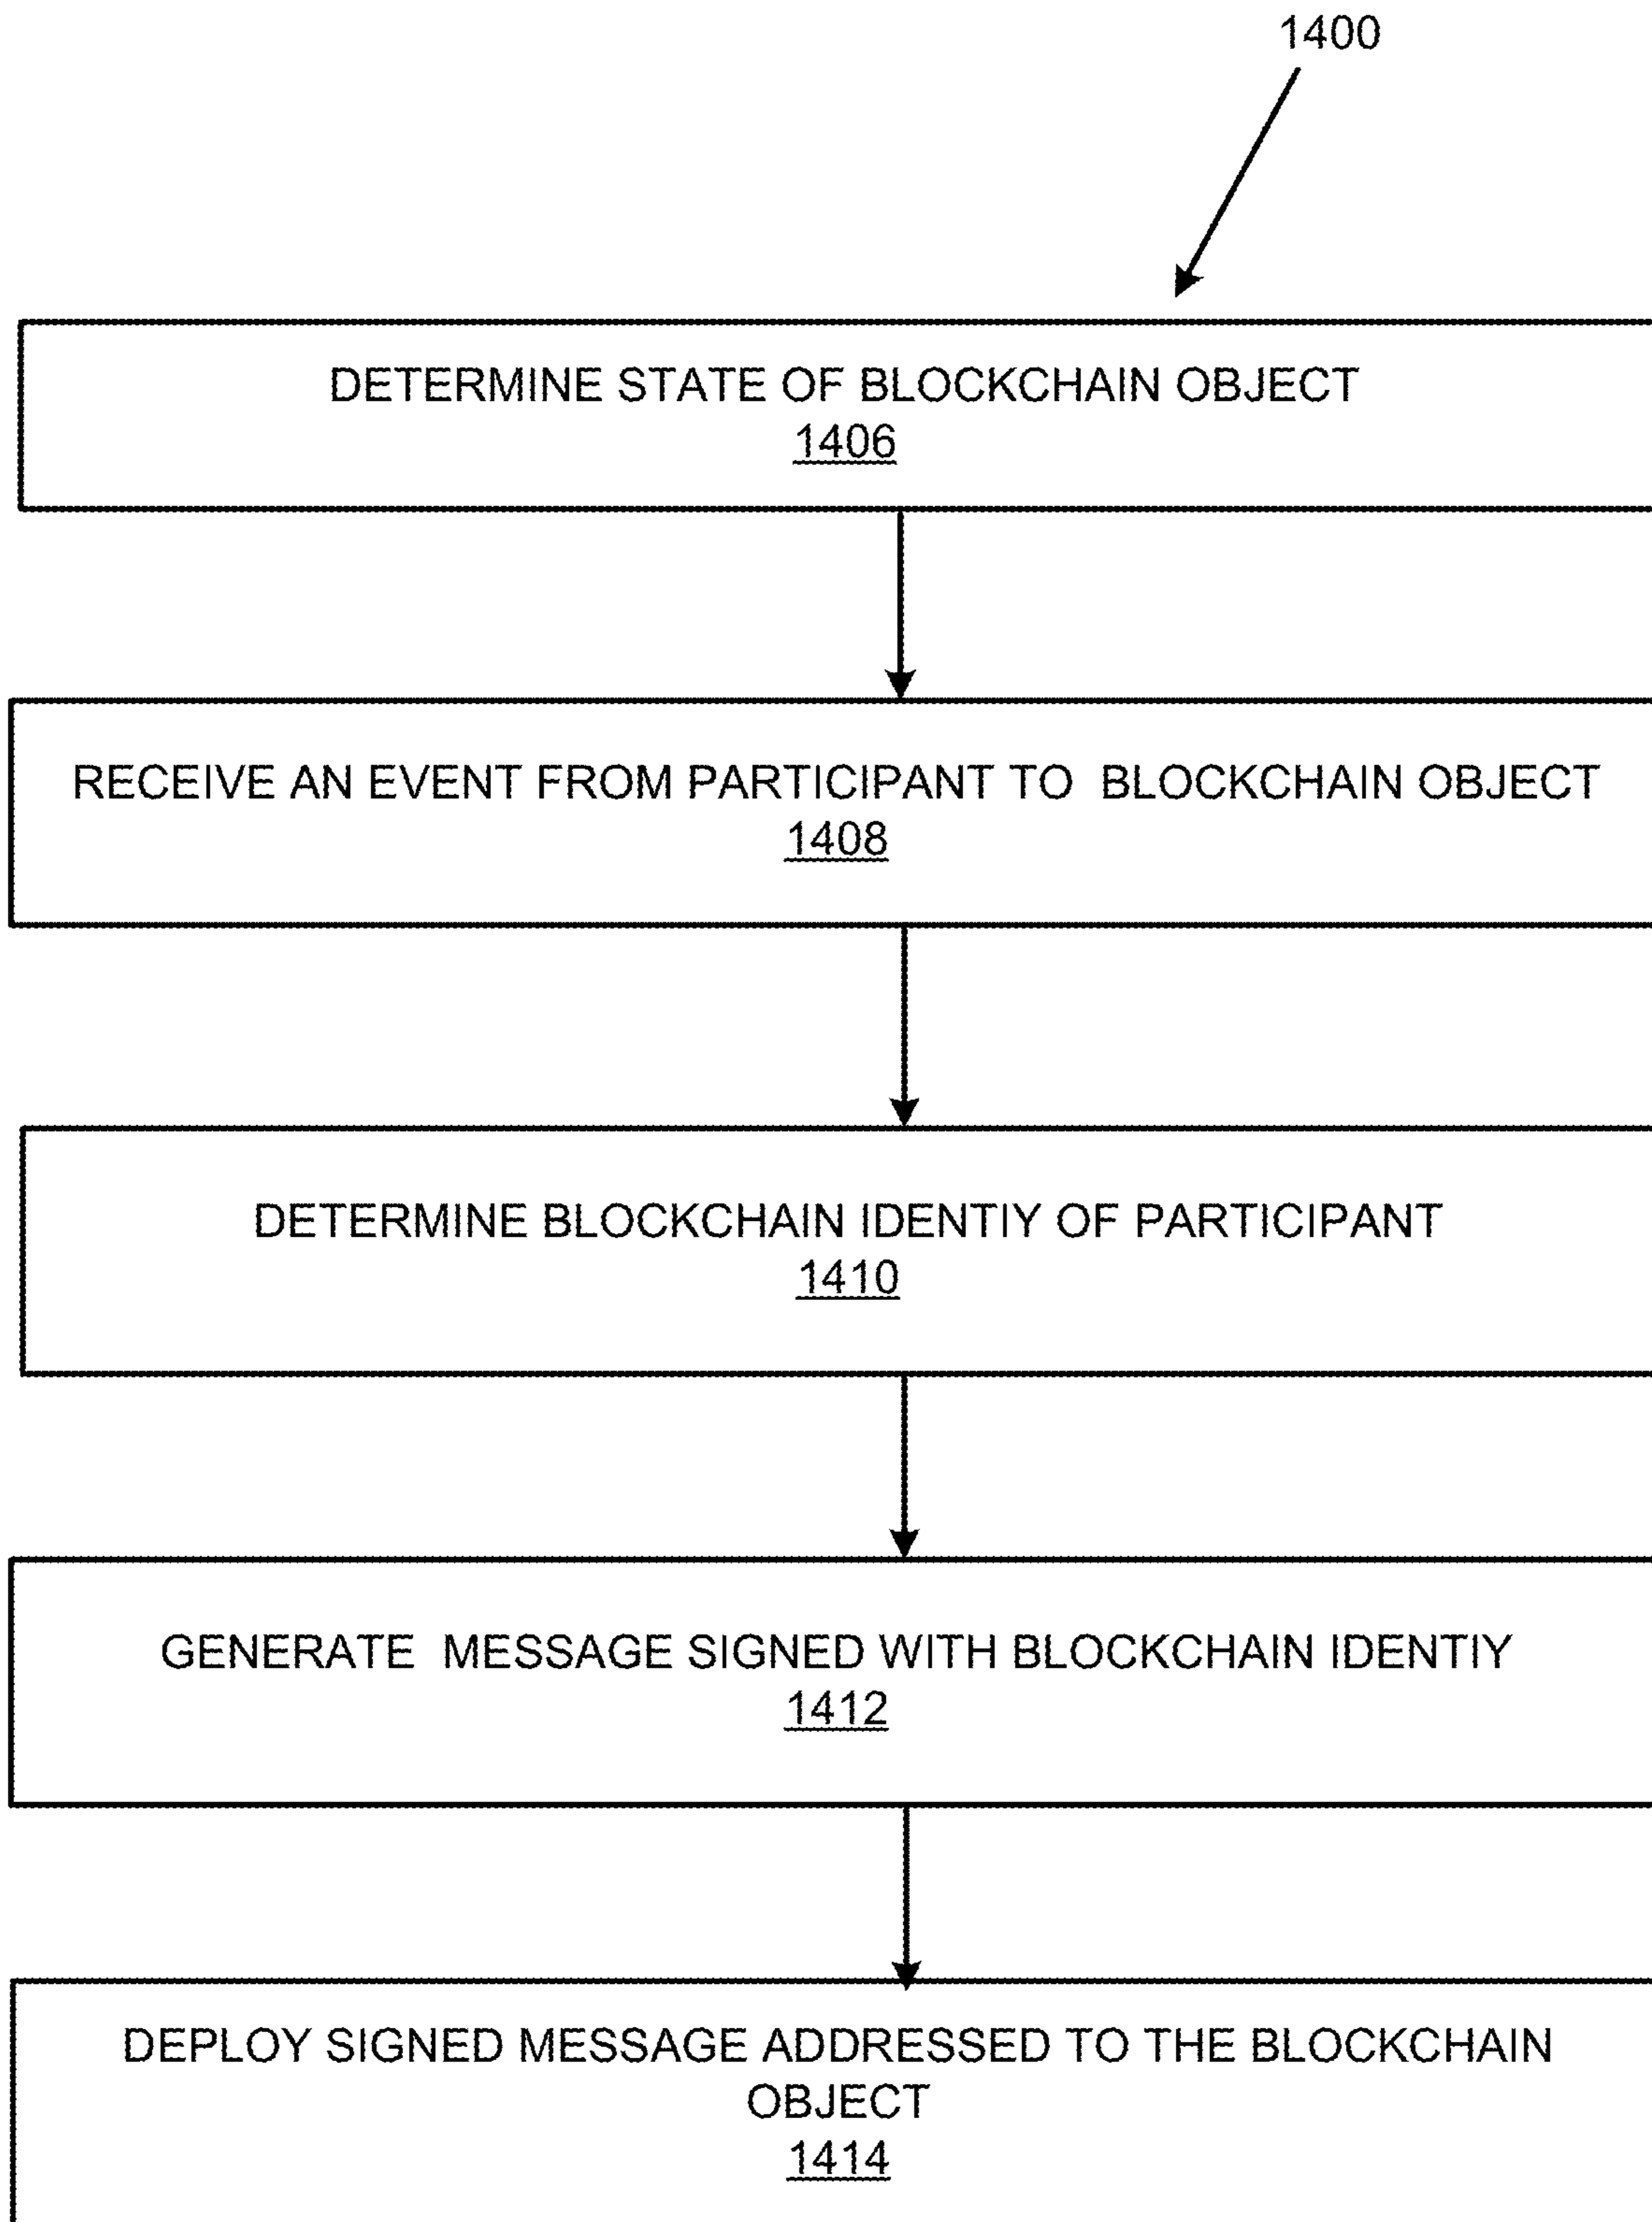 1400
DETERMINE STATE OF BLOCKCHAIN OBJECT
1406
RECEIVE AN EVENT FROM PARTICIPANT TO BLOCKCHAIN OBJECT
1408
DETERMINE BLOCKCHAIN IDENTIY OF PARTICIPANT
1410
GENERATE MESSAGE SIGNED WITH BLOCKCHAIN IDENTIY
1412
DEPLOY SIGNED MESSAGE ADDRESSED TO THE BLOCKCHAIN
OBJECT
1414